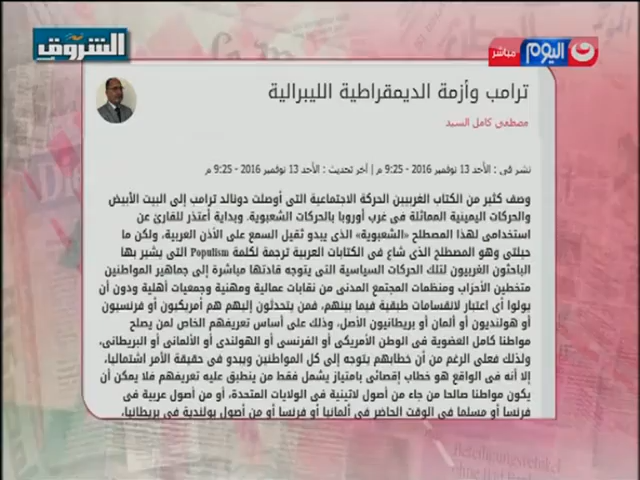 الشروق
مباشر
اليوم
ترامب وأزمة الديمقراطية الليبرالية
مصطفى كامل السيد
نشر فى : الأحد 13 نوفمبر 2016 - 9:25 م | آخر تحديث : الأحد 13 نوفمبر 2016 - 9:25 م
وصف كثير من الكتاب الغربيين الحركة الاجتماعية التى أوصلت دونالد ترامب إلى البيت الأبيض
والحركات اليمينية المماثلة فى غرب أوروبا بالحركات الشعبوية. وبداية أعتذر للقارئ عن
استخدامى لهذا المصطلح «الشعبوية» الذى يبدو ثقيل السمع على الأذن العربية، ولكن ما
حيلتى وهو المصطلح الذى شاع فى الكتابات العربية ترجمة لكلمة Populism التى يشير بها
الباحثون الغربيون لتلك الحركات السياسية التى يتوجه قادتها مباشرة إلى جماهير المواطنين
متخطين الأحزاب ومنظمات المجتمع المدنى من نقابات عمالية ومهنية وجمعيات أهلية ودون أن
يولوا أى اعتبار لانقسامات طبقية فيما بينهم، فمن يتحدثون إليهم هم أمريكيون أو فرنسيون
أو هولنديون أو ألمان أو بريطانيون الأصل، وذلك على أساس تعريفهم الخاص لمن يصلح
مواطنا كامل العضوية فى الوطن الأمريكى أو الفرنسى أو الهولندى أو الألمانى أو البريطانى،
ولذلك فعلى الرغم من أن خطابهم يتوجه إلى كل المواطنين ويبدو فى حقيقة الأمر اشتماليا،
إلا أنه فى الواقع هو خطاب إقصائى بامتياز يشمل فقط من ينطبق عليه تعريفهم فلا يمكن أن
يكون مواطنا صالحا من جاء من أصول لاتينية فى الولايات المتحدة، أو من أصول عربية فى
فرنسا أو مسلما فى الوقت الحاضر فى ألمانيا أو فرنسا أو من أصول بولندية فى بريطانيا،